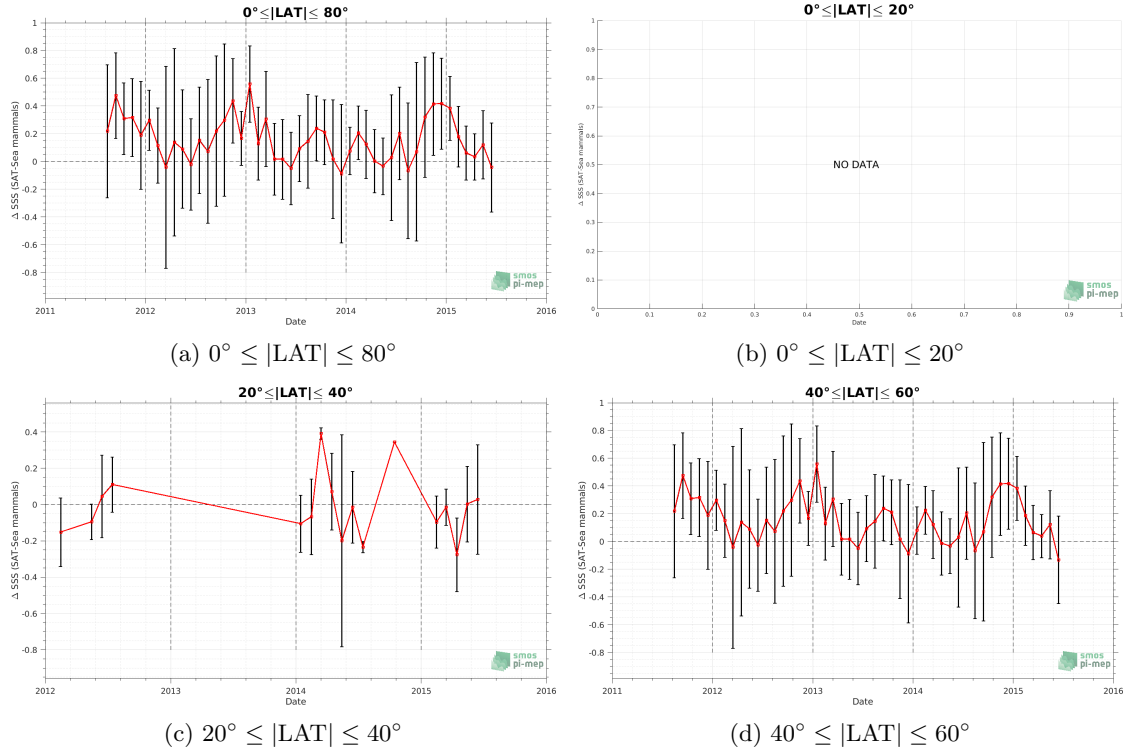 0°≤|LAT|≤ 80°
1
0.8
0.6
0.4
0.2
0
-0.2
-0.4
-0.6
-0.8
Δ SSS (SAT-Sea mammals)
2011 2012 2013 2014 2015 2016
Date
smos
pi-mep
(a) 0° ≤ |LAT| ≤ 80°
0°≤|LAT|≤ 20°
1
0.9
0.8
0.7
0.6
0.5
0.4
0.3
0.2
0.1
0
Δ SSS (SAT-Sea mammals)
NO DATA
0 0.1 0.2 0.3 0.4 0.5 0.6 0.7 0.8 0.9 1
Date
smos
pi-mep
(b) 0° ≤ |LAT| ≤ 20°
20°≤|LAT|≤ 40°
0.4
0.2
0
-0.2
-0.4
-0.6
-0.8
Δ SSS (SAT-Sea mammals)
2012 2013 2014 2015 2016
Date
smos
pi-mep
(c) 20° ≤ |LAT| ≤ 40°
40°≤|LAT|≤ 60°
1
0.8
0.6
0.4
0.2
0
-0.2
-0.4
-0.6
-0.8
Δ SSS (SAT-Sea mammals)
2011 2012 2013 2014 2015 2016
Date
smos
pi-mep
(d) 40° ≤ |LAT| ≤ 60°